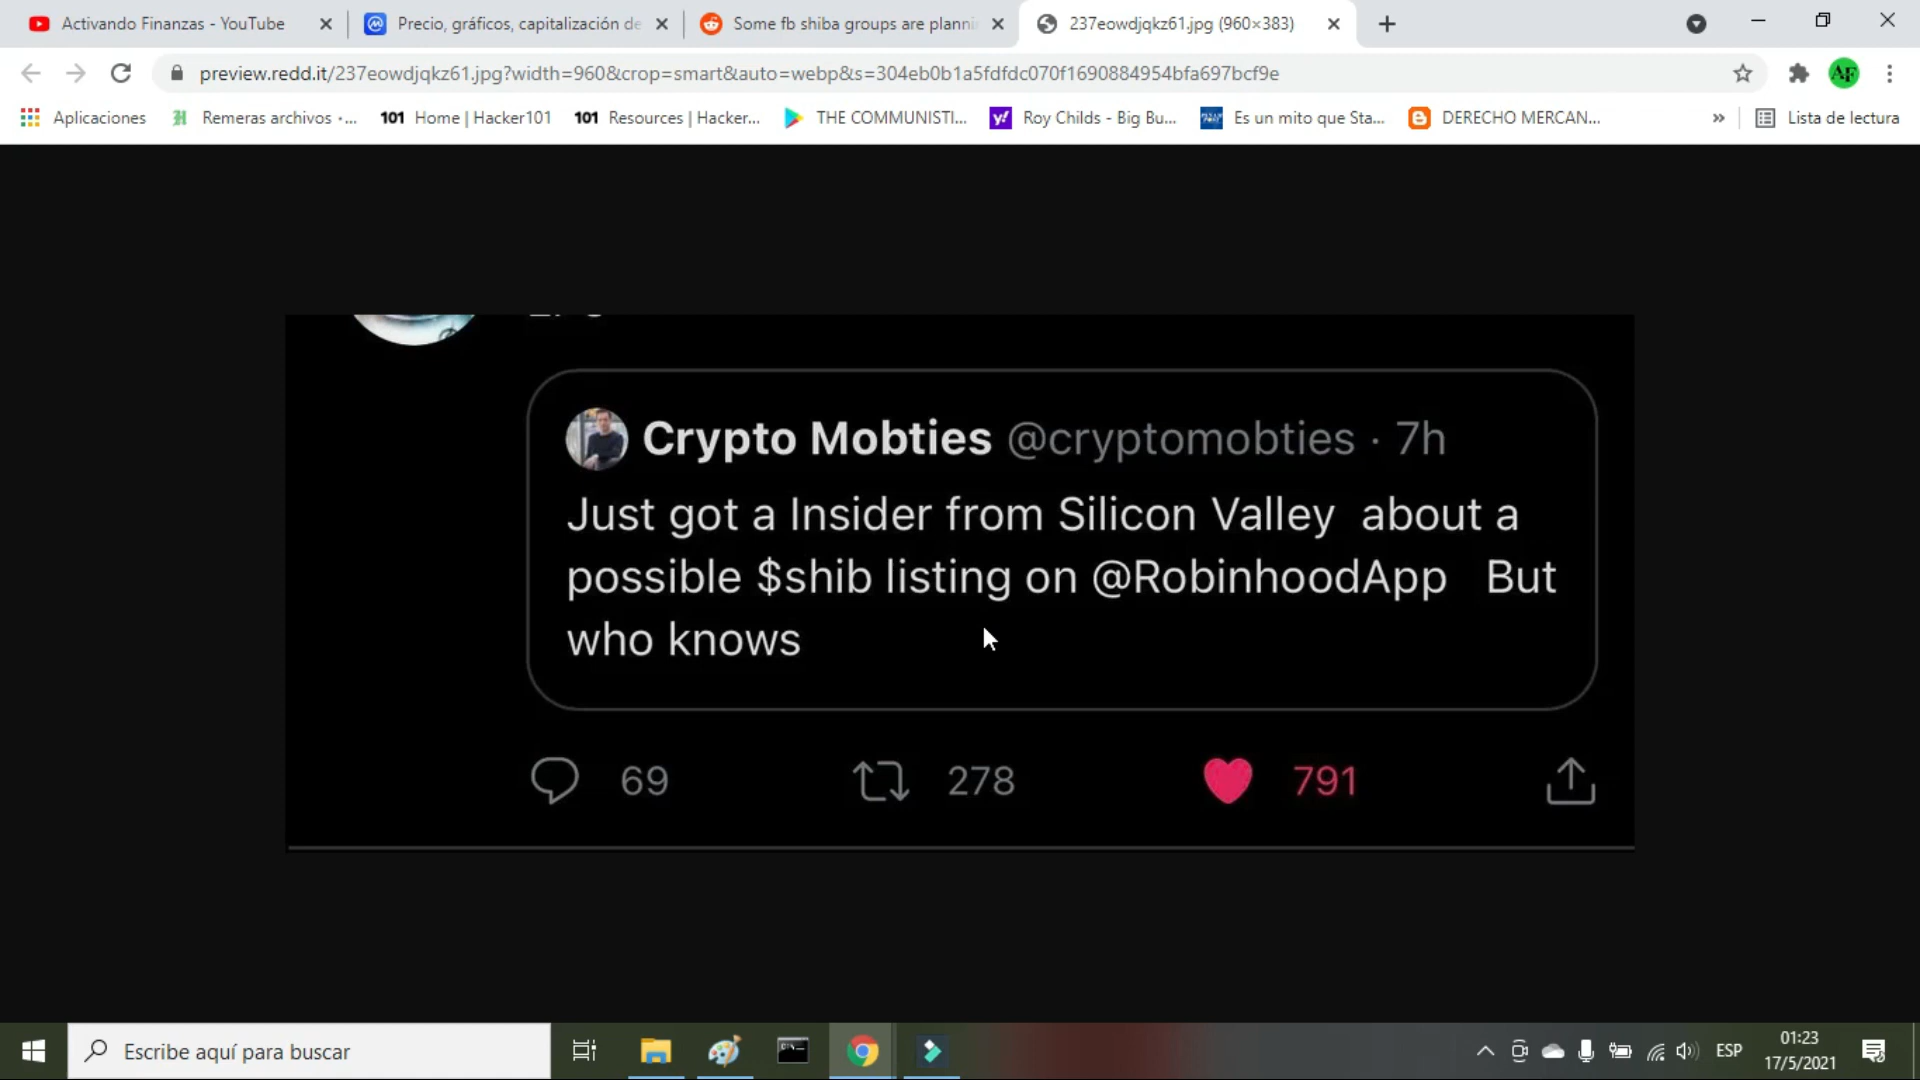 Activando Finanzas - YouTube
Precio, gráficos, capitalización de
Some fb shiba groups are planni
237eowdjqkz61.jpg (960×383)
preview.redd.it/237eowdjqkz61.jpg?width=960&crop=smart&auto=webp&s=304eb0b1a5fdfdc070f1690884954bfa697bcf9e
AF
Aplicaciones
Remeras archivos -...
101 Home | Hacker101
101 Resources | Hacker...
THE COMMUNISTI...
Roy Childs - Big Bu...
Es un mito que Sta...
DERECHO MERCAN...
»
Lista de lectura
Crypto Mobties @cryptomobties · 7h
Just got a Insider from Silicon Valley about a
possible $shib listing on @RobinhoodApp But
who knows
69
278
791
Escribe aquí para buscar
ESP
01:23
17/5/2021